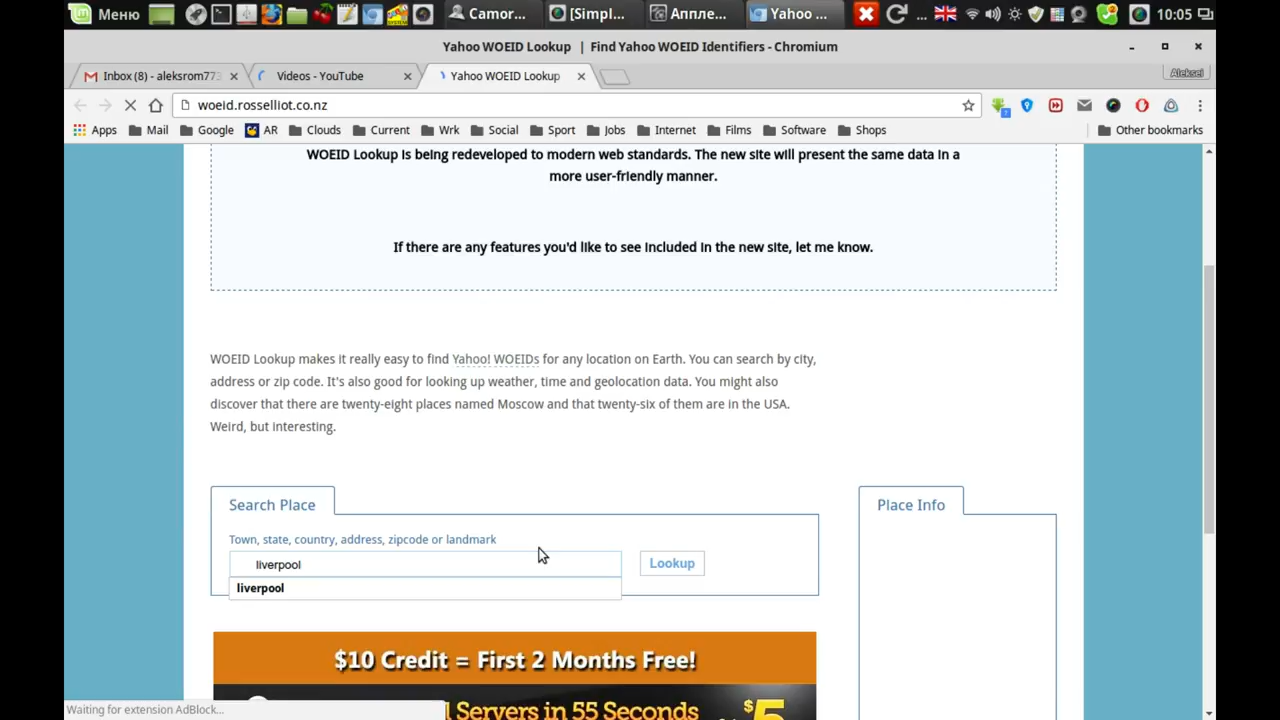 Меню
Camor...
[Simpl...
Аппле...
Yahoo ...
...
10:05
Yahoo WOEID Lookup | Find Yahoo WOEID Identifiers - Chromium
Inbox (8) - aleksrom773
Videos - YouTube
Yahoo WOEID Lookup
Aleksei
woeid.rosselliot.co.nz
Apps
Mail
Google
AR
Clouds
Current
Wrk
Social
Sport
Jobs
Internet
Films
Software
Shops
Other bookmarks
WOEID Lookup is being redeveloped to modern web standards. The new site will present the same data in a
more user-friendly manner.
If there are any features you'd like to see included in the new site, let me know.
WOEID Lookup makes it really easy to find Yahoo! WOEIDs for any location on Earth. You can search by city,
address or zip code. It's also good for looking up weather, time and geolocation data. You might also
discover that there are twenty-eight places named Moscow and that twenty-six of them are in the USA.
Weird, but interesting.
Search Place
Place Info
Town, state, country, address, zipcode or landmark
liverpool
Lookup
liverpool
$10 Credit = First 2 Months Free!
Servers in 55 Seconds
$5
Waiting for extension AdBlock...